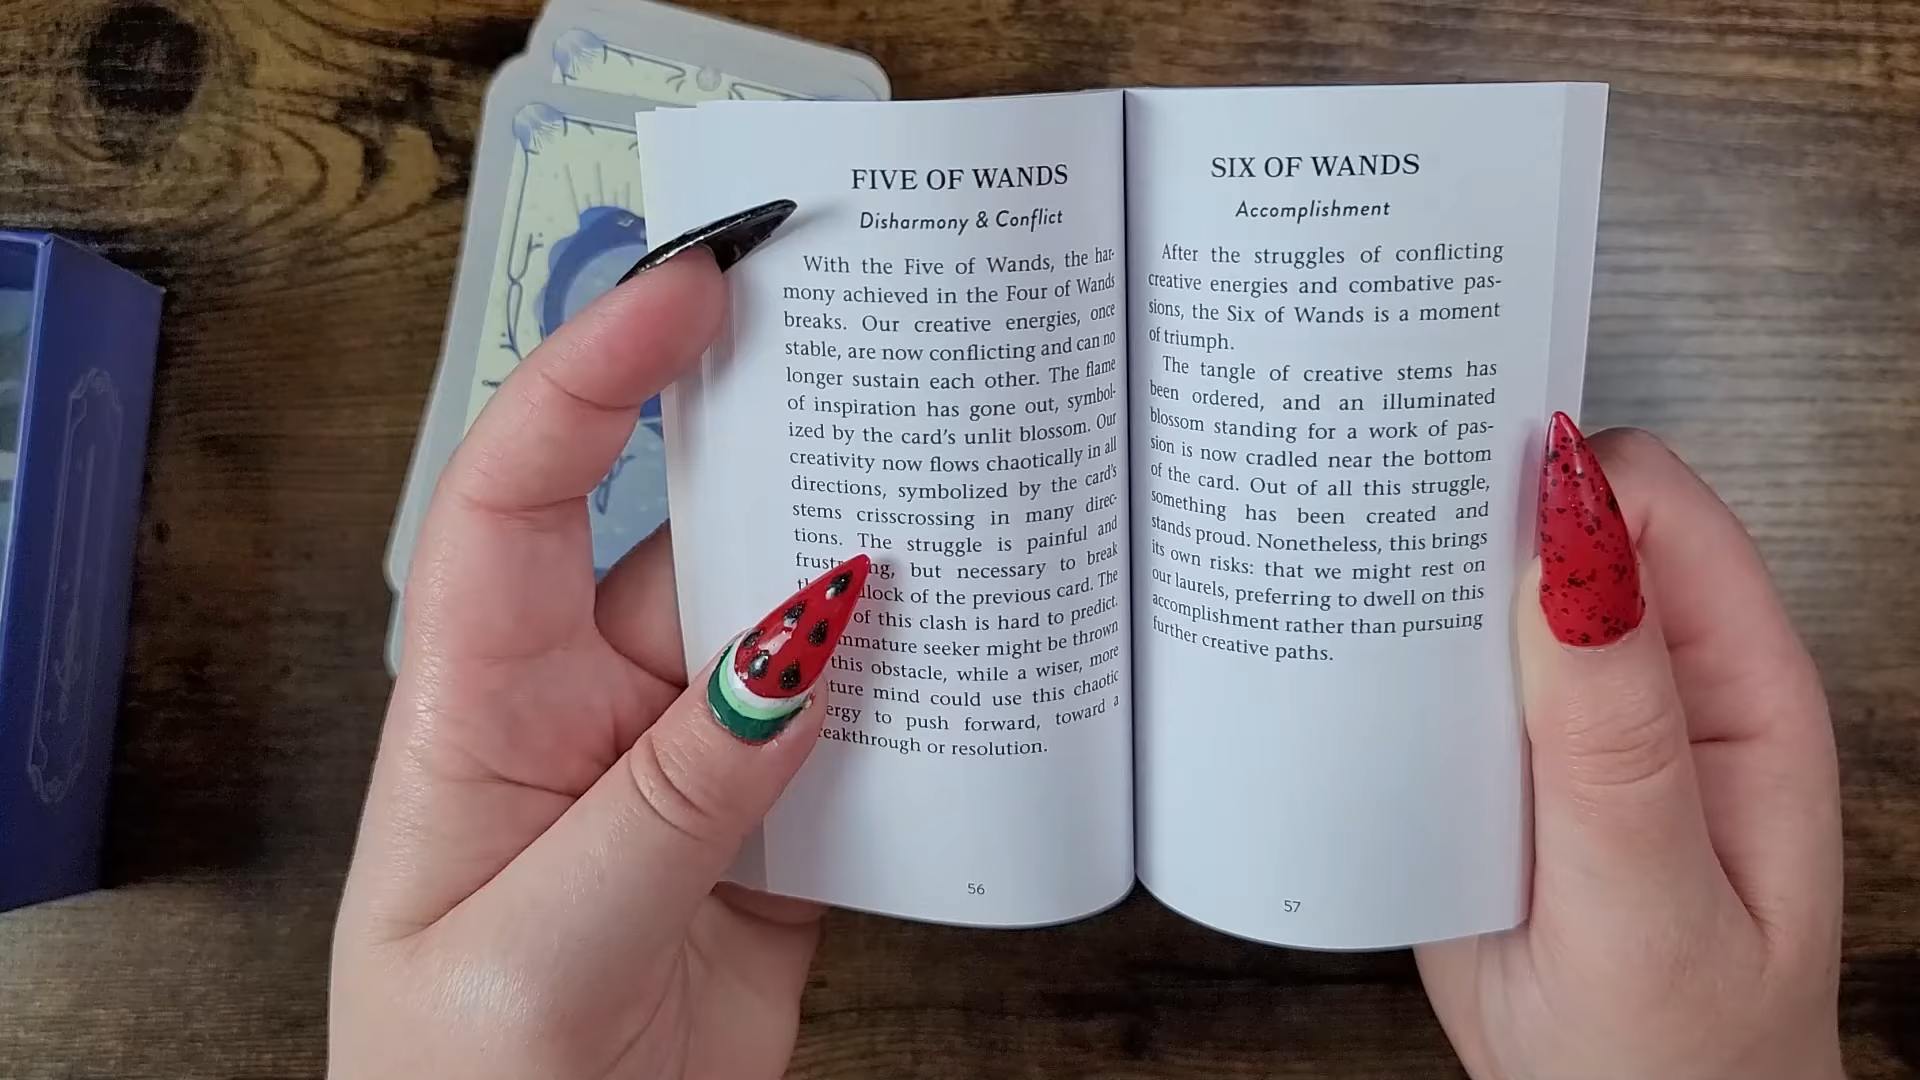 FIVE OF WANDS
Disharmony & Conflict
With the Five of Wands, the har-
mony achieved in the Four of Wands
breaks. Our creative energies, once
stable, are now conflicting and can no
longer sustain each other. The flame
of inspiration has gone out, symbol-
ized by the card's unlit blossom. Our
creativity now flows chaotically in all
directions, symbolized by the card's
stems crisscrossing in many direc-
tions. The struggle is painful and
but necessary to break
of the previous card. The
of this clash is hard to predict.
seeker might be thrown
this obstacle, while a wiser, more
mind could use this chaotic
to push forward, toward a
or resolution.
56
SIX OF WANDS
Accomplishment
After the struggles of conflicting
creative energies and combative pas-
sions, the Six of Wands is a moment
of triumph.
The tangle of creative stems has
been ordered, and an illuminated
blossom standing for a work of pas-
sion is now cradled near the bottom
of the card. Out of all this struggle,
something has been created and
stands proud. Nonetheless, this brings
its own risks: that we might rest on
our laurels, preferring to dwell on this
accomplishment rather than pursuing
further creative paths.
57